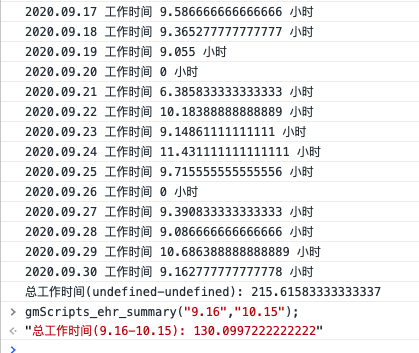 2020.09.17 工作时间 9.586666666666666 小时
2020.09.18 工作时间 9.365277777777777 小时
2020.09.19 工作时间 9.055 小时
2020.09.20 工作时间 0 小时
2020.09.21 工作时间 6.385833333333333 小时
2020.09.22 工作时间 10.18388888888889 小时
2020.09.23 工作时间 9.14861111111111 小时
2020.09.24 工作时间 11.431111111111111 小时
2020.09.25 工作时间 9.715555555555556 小时
2020.09.26 工作时间 0 小时
2020.09.27 工作时间 9.390833333333333 小时
2020.09.28 工作时间 9.086666666666666 小时
2020.09.29 工作时间 10.686388888888889 小时
2020.09.30 工作时间 9.162777777777778 小时
总工作时间(undefined-undefined): 215.61583333333337
> gmScripts_ehr_summary("9.16","10.15");
"总工作时间(9.16-10.15): 130.0997222222222"
>